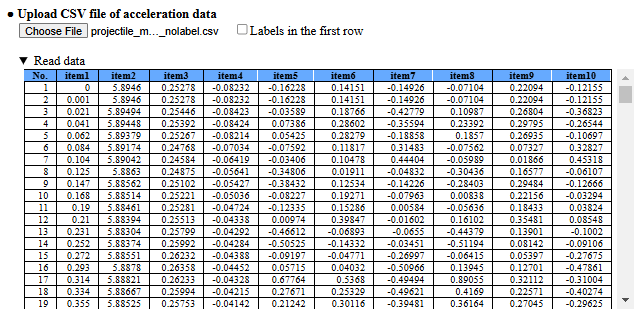 ● Upload CSV file of acceleration data
Choose File projectile_m..._nolabel.csv Labels in the first row
▼ Read data
No. item1 item2 item3 item4 item5 item6 item7 item8 item9 item10
1 0 5.8946 0.25278 -0.08232 -0.16228 0.14151 -0.14926 -0.07104 0.22094 -0.12155
2 0.001 5.8946 0.25278 -0.08232 -0.16228 0.14151 -0.14926 -0.07104 0.22094 -0.12155
3 0.021 5.89494 0.25446 -0.08423 -0.03589 0.18766 -0.42779 0.10987 0.26804 -0.36823
4 0.041 5.89448 0.25392 -0.08424 0.07386 0.28602 -0.35594 0.23392 0.29795 -0.26544
5 0.062 5.89379 0.25267 -0.08214 0.05425 0.28279 -0.18858 0.1857 0.26935 -0.10697
6 0.084 5.89174 0.24768 -0.07034 -0.07592 0.11817 0.31483 -0.07562 0.07327 0.32827
7 0.104 5.89042 0.24584 -0.06419 -0.03406 0.10478 0.44404 -0.05989 0.01866 0.45318
8 0.125 5.8863 0.24875 -0.05641 -0.34806 0.01911 -0.04832 -0.30436 0.16577 -0.06107
9 0.147 5.88562 0.25102 -0.05427 -0.38432 0.12534 -0.14226 -0.28403 0.29484 -0.12666
10 0.168 5.88514 0.25221 -0.05036 -0.08227 0.19271 -0.07963 0.00838 0.22156 -0.03294
11 0.19 5.88461 0.25281 -0.04724 -0.12335 0.15286 0.00584 -0.05636 0.18433 0.03824
12 0.21 5.88394 0.25513 -0.04338 0.00974 0.39847 -0.01602 0.16102 0.35481 0.08548
13 0.231 5.88304 0.25799 -0.04292 -0.46612 -0.06893 -0.0655 -0.44379 0.13901 -0.1002
14 0.252 5.88374 0.25992 -0.04284 -0.50525 -0.14332 -0.03451 -0.51194 0.08142 -0.09106
15 0.272 5.88551 0.26232 -0.04388 -0.09197 -0.04771 -0.26997 -0.06415 0.05397 -0.27675
16 0.293 5.8878 0.26358 -0.04452 0.05715 0.04032 -0.50966 0.13945 0.12701 -0.47861
17 0.314 5.88821 0.26233 -0.04328 0.67764 0.5368 -0.49494 0.89055 0.32112 -0.31004
18 0.334 5.88667 0.25994 -0.04215 0.27671 0.25329 -0.49621 0.4169 0.22571 -0.40274
19 0.355 5.88525 0.25753 -0.04142 0.21242 0.30116 -0.39481 0.36164 0.27045 -0.29625